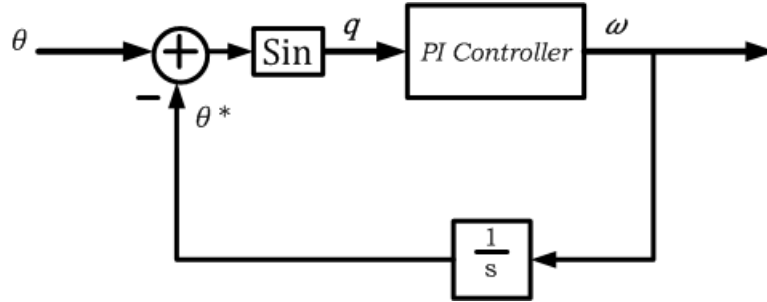 θ
+
Sin
q
PI Controller
ω
−
θ*
1
s